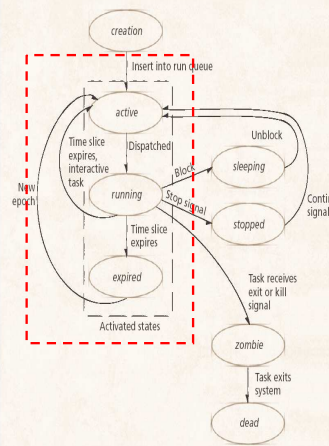 creation
Insert into run queue
active
Time slice
expires,
interactive
task
Dispatched
Unblock
Block
sleeping
New
epoch
running
Stop signal
stopped
Conti
signal
Time slice
expires
expired
Task receives
exit or kill
signal
Activated states
zombie
Task exits
system
dead